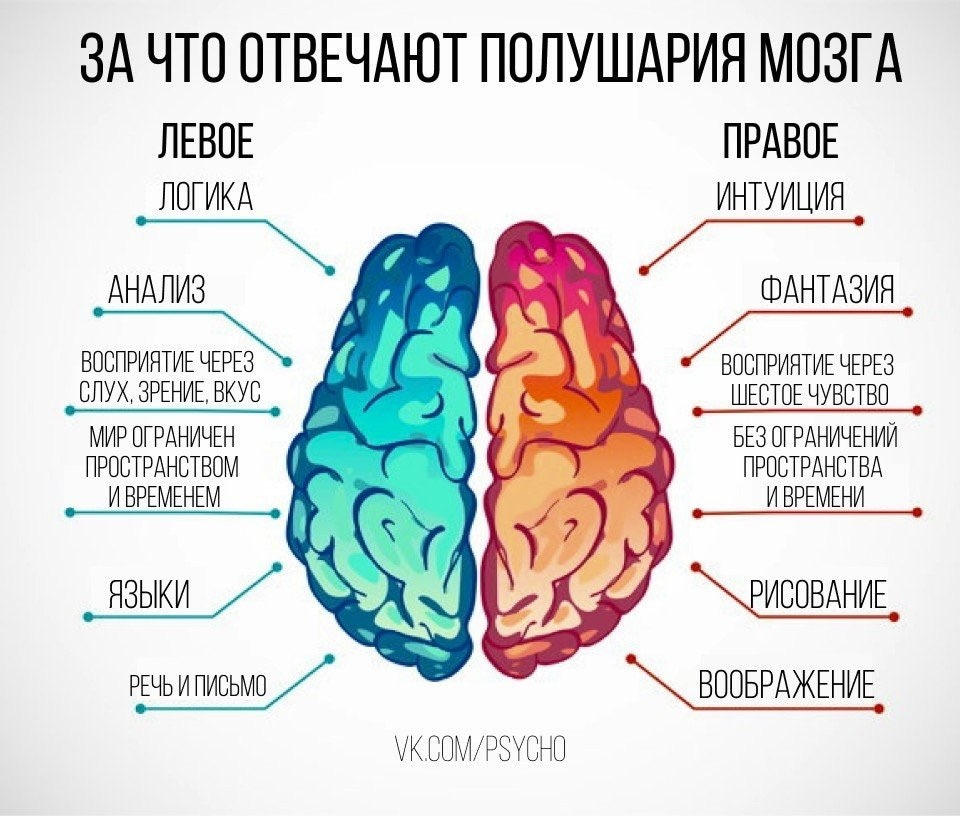 ЗА ЧТО ОТВЕЧАЮТ ПОЛУШАРИЯ МОЗГА
ЛЕВОЕ
ЛОГИКА
АНАЛИЗ
ВОСПРИЯТИЕ ЧЕРЕЗ
СЛУХ, ЗРЕНИЕ, ВКУС
МИР ОГРАНИЧЕН
ПРОСТРАНСТВОМ
И ВРЕМЕНЕМ
ЯЗЫКИ
РЕЧЬ И ПИСЬМО
ПРАВОЕ
ИНТУИЦИЯ
ФАНТАЗИЯ
ВОСПРИЯТИЕ ЧЕРЕЗ
ШЕСТОЕ ЧУВСТВО
БЕЗ ОГРАНИЧЕНИЙ
ПРОСТРАНСТВА
И ВРЕМЕНИ
РИСОВАНИЕ
ВООБРАЖЕНИЕ
VK.COM/PSYCHO